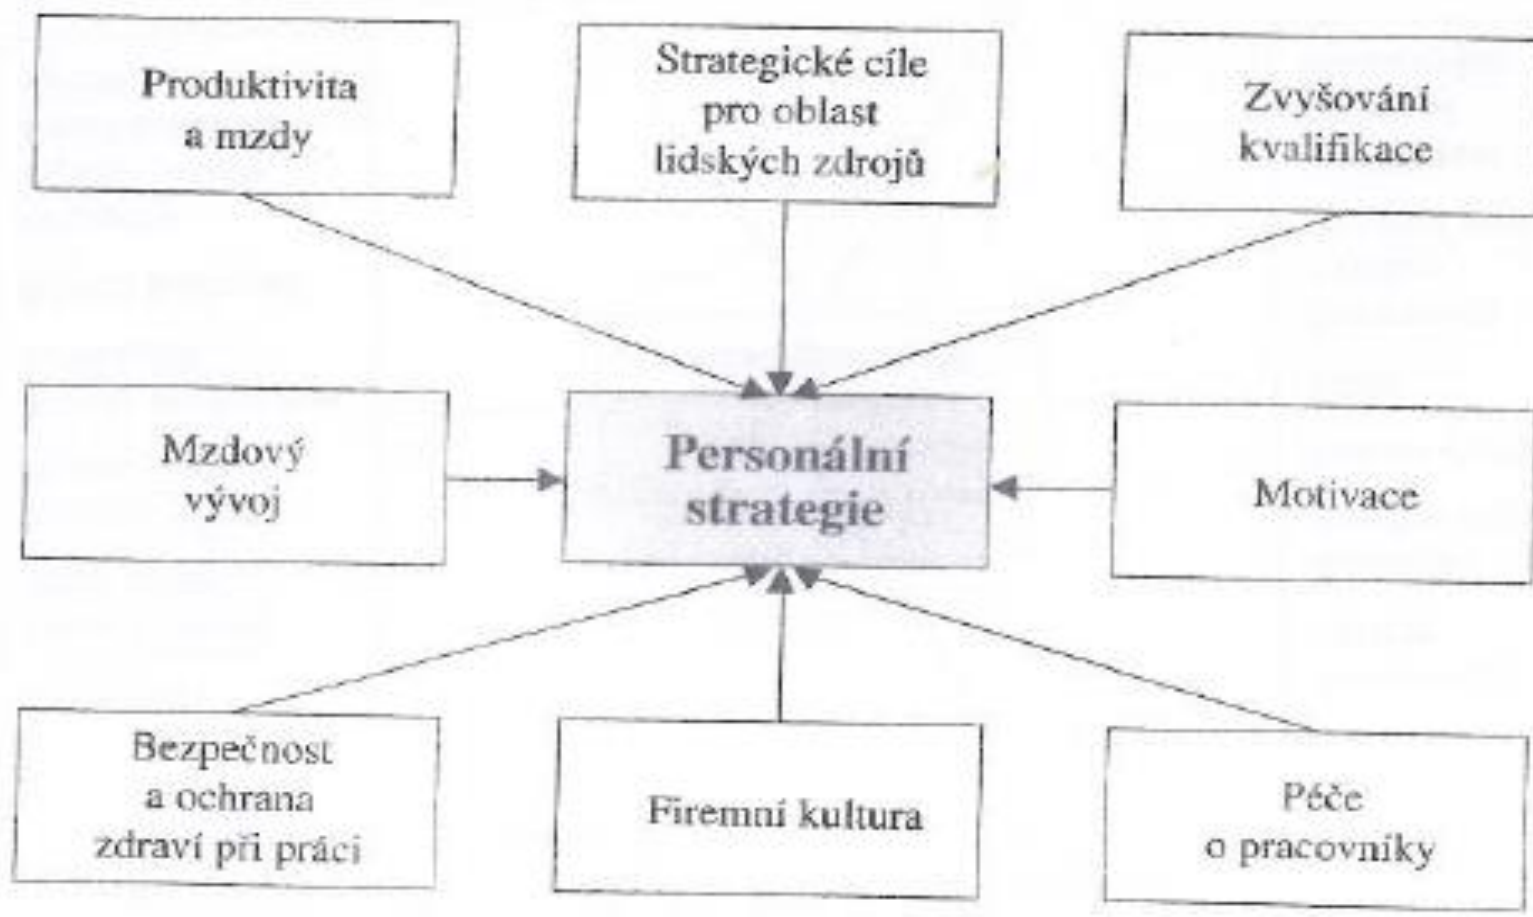 Produktivita
a mzdy
Strategické cíle
pro oblast
lidských zdrojů
Zvyšování
kvalifikace
Mzdový
vývoj
Personální
strategie
Motivace
Bezpečnost
a ochrana
zdraví při práci
Firemní kultura
Péče
o pracovníky